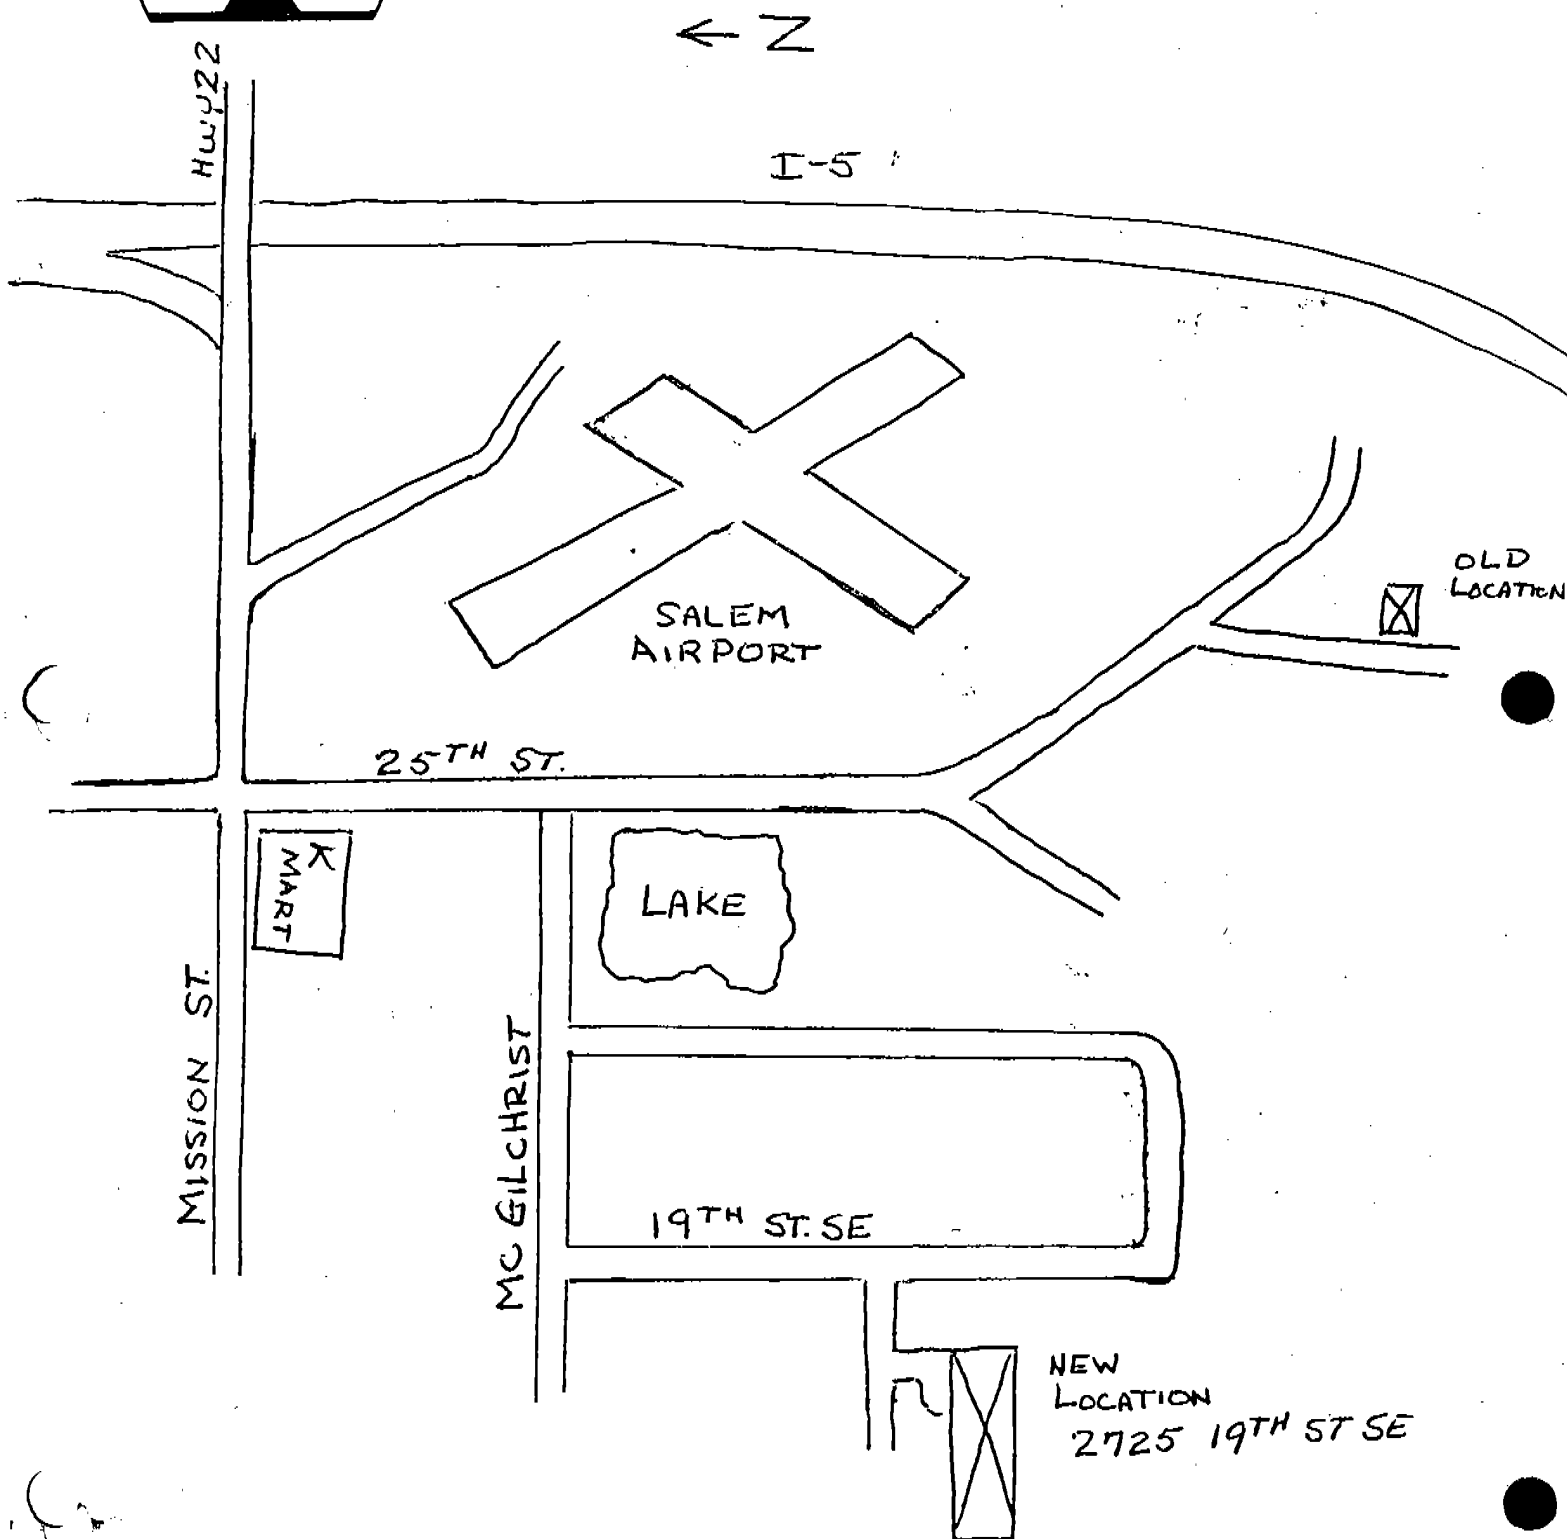 ← N
Hwy 22
I-5
OLD
LOCATION
SALEM
AIRPORT
25TH ST.
K
MART
LAKE
MISSION ST.
MC GILCHRIST
19TH ST. SE
NEW
LOCATION
2725 19TH ST SE